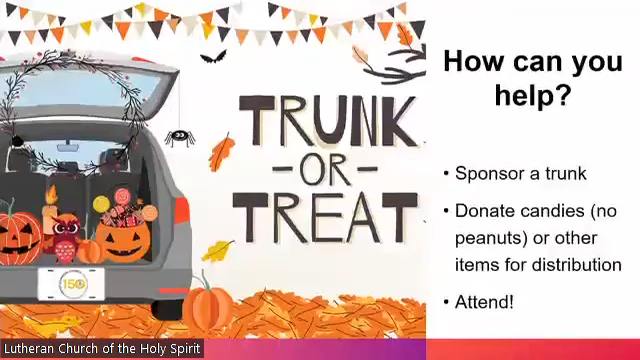 TRUNK
-OR-
TREAT
150
How can you
help?
• Sponsor a trunk
• Donate candies (no
peanuts) or other
items for distribution
• Attend!
Lutheran Church of the Holy Spirit